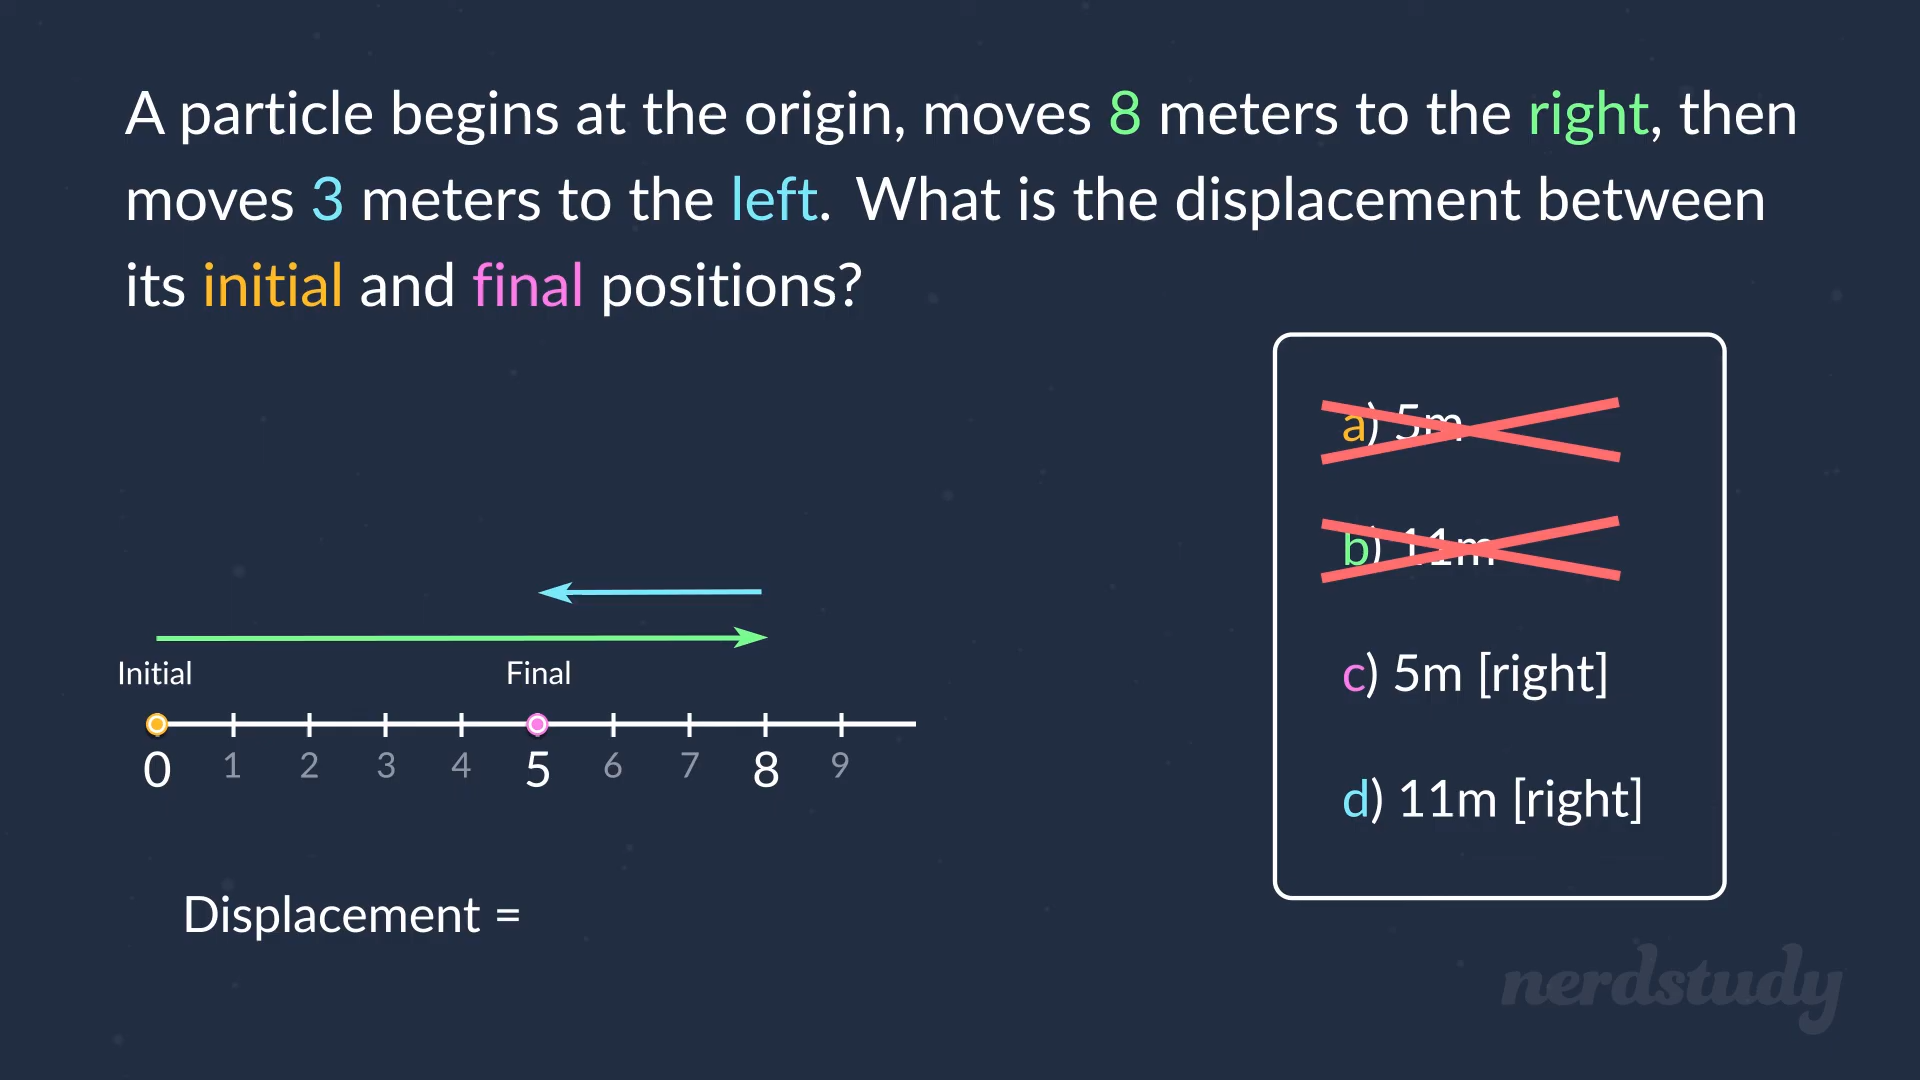 A particle begins at the origin, moves 8 meters to the right, then
moves 3 meters to the left. What is the displacement between
its initial and final positions?
a) 5m
b) 11m
c) 5m [right]
d) 11m [right]
Initial Final
0 1 2 3 4 5 6 7 8 9
Displacement =
nerdstudy